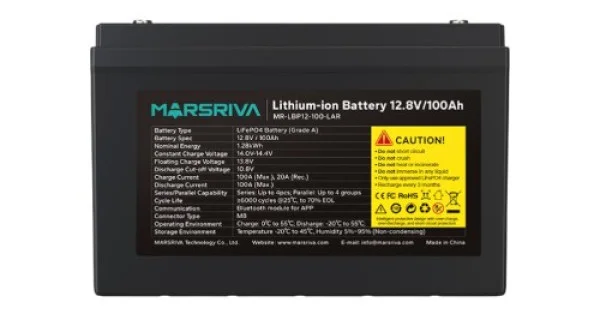 MARSRIVA
Lithium-ion Battery 12.8V/100Ah
MR-LBP12-100-LAR
Battery Type LiFePO4 Battery (Grade A)
Battery Spec 12.8V / 100Ah
Nominal Energy 1.28kWh
Constant Charge Voltage 14.0V-14.4V
Floating Charge Voltage 13.8V
Discharge Cut-off Voltage 10.8V
Charge Current 100A (Max.), 20A (Rec.)
Discharge Current 100A (Max.)
Series/Parallel Capability Series: Up to 4pcs; Parallel: Up to 4 groups
Cycle Life ≥6000 cycles @25℃, to 70% EOL
Communication Bluetooth module for APP
Connector Type M8
Operating Environment Charge: 0℃ to 55℃; Discharge: -20℃ to 55℃
Storage Environment Temperature -20℃ to 45℃, Humidity 5%~95% (Non-condensing)
CAUTION!
• Do not short circuit
• Do not crush
• Do not heat or incinerate
• Do not immerse in any liquid
• Only use approved LiFePO4 charger
• Recharge every 3 months
MARSRIVA Technology Co., Ltd. Website: www.marsriva.com E-mail: info@marsriva.com Made in China